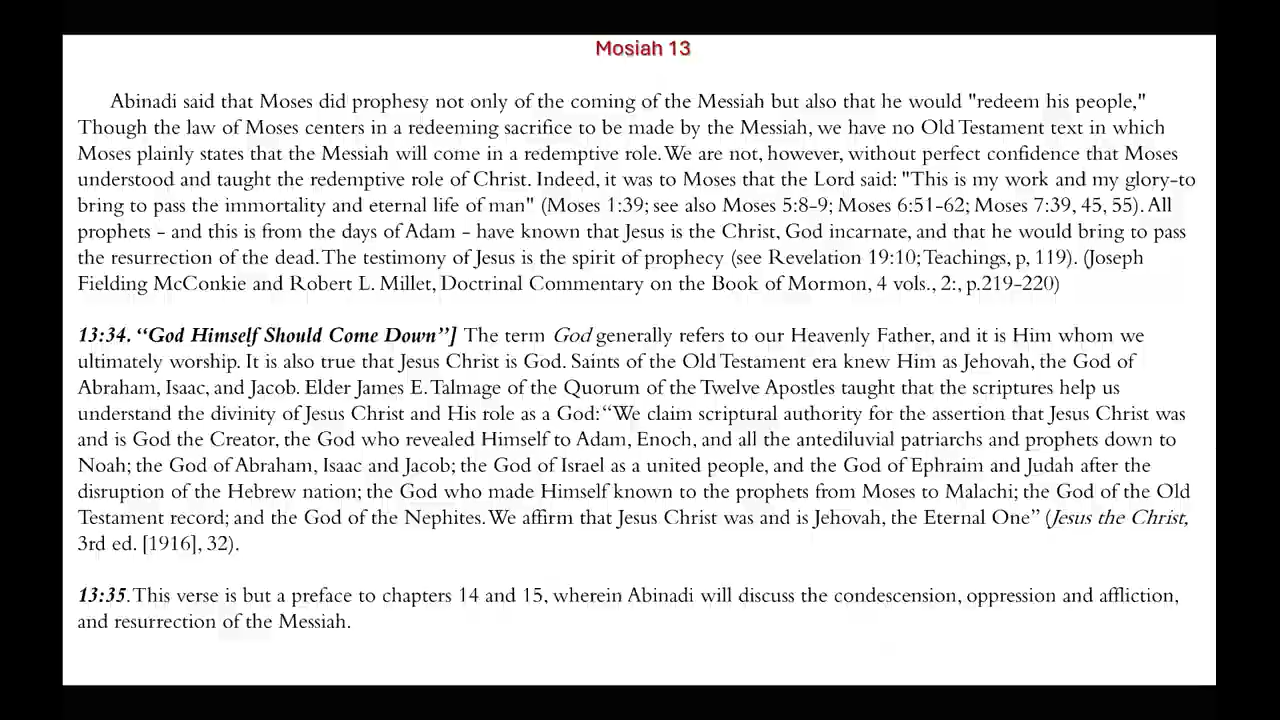 Mosiah 13
Abinadi said that Moses did prophesy not only of the coming of the Messiah but also that he would "redeem his people,"
Though the law of Moses centers in a redeeming sacrifice to be made by the Messiah, we have no Old Testament text in which
Moses plainly states that the Messiah will come in a redemptive role. We are not, however, without perfect confidence that Moses
understood and taught the redemptive role of Christ. Indeed, it was to Moses that the Lord said: "This is my work and my glory-to
bring to pass the immortality and eternal life of man" (Moses 1:39; see also Moses 5:8-9; Moses 6:51-62; Moses 7:39, 45, 55). All
prophets - and this is from the days of Adam - have known that Jesus is the Christ, God incarnate, and that he would bring to pass
the resurrection of the dead. The testimony of Jesus is the spirit of prophecy (see Revelation 19:10; Teachings, p, 119). (Joseph
Fielding McConkie and Robert L. Millet, Doctrinal Commentary on the Book of Mormon, 4 vols., 2:, p.219-220)
13:34. “God Himself Should Come Down”] The term God generally refers to our Heavenly Father, and it is Him whom we
ultimately worship. It is also true that Jesus Christ is God. Saints of the Old Testament era knew Him as Jehovah, the God of
Abraham, Isaac, and Jacob. Elder James E. Talmage of the Quorum of the Twelve Apostles taught that the scriptures help us
understand the divinity of Jesus Christ and His role as a God: “We claim scriptural authority for the assertion that Jesus Christ was
and is God the Creator, the God who revealed Himself to Adam, Enoch, and all the antediluvial patriarchs and prophets down to
Noah; the God of Abraham, Isaac and Jacob; the God of Israel as a united people, and the God of Ephraim and Judah after the
disruption of the Hebrew nation; the God who made Himself known to the prophets from Moses to Malachi; the God of the Old
Testament record; and the God of the Nephites. We affirm that Jesus Christ was and is Jehovah, the Eternal One” (Jesus the Christ,
3rd ed. [1916], 32).
13:35. This verse is but a preface to chapters 14 and 15, wherein Abinadi will discuss the condescension, oppression and affliction,
and resurrection of the Messiah.